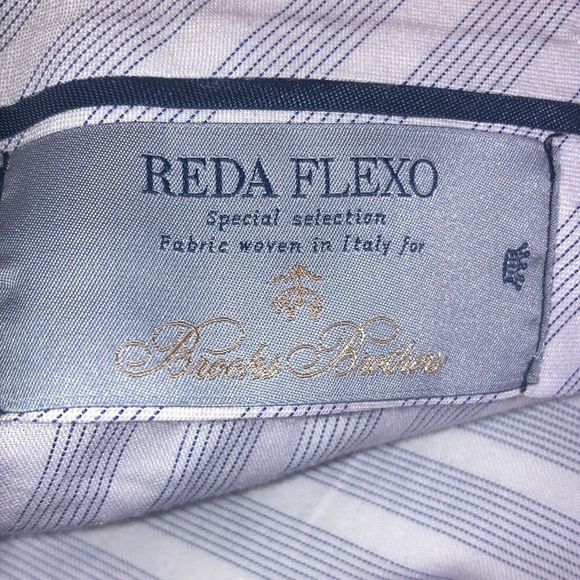 REDA FLEXO
Special selection
Fabric woven in Italy for
Brooks Brothers